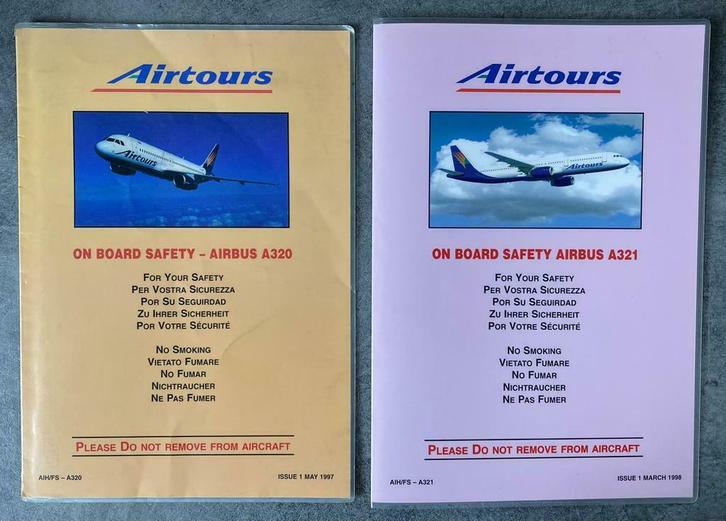 Airtours
Airtours
ON BOARD SAFETY – AIRBUS A320
FOR YOUR SAFETY
PER VOSTRA SICUREZZA
POR SU SEGUIRDAD
ZU IHRER SICHERHEIT
POR VOTRE SÉCURITÉ
NO SMOKING
VIETATO FUMARE
NO FUMAR
NICHTRAUCHER
NE PAS FUMER
PLEASE DO NOT REMOVE FROM AIRCRAFT
AIH/FS – A320
ISSUE 1 MAY 1997
Airtours
Airtours
ON BOARD SAFETY AIRBUS A321
FOR YOUR SAFETY
PER VOSTRA SICUREZZA
POR SU SEGUIRDAD
ZU IHRER SICHERHEIT
POR VOTRE SÉCURITÉ
NO SMOKING
VIETATO FUMARE
NO FUMAR
NICHTRAUCHER
NE PAS FUMER
PLEASE DO NOT REMOVE FROM AIRCRAFT
AIH/FS – A321
ISSUE 1 MARCH 1998